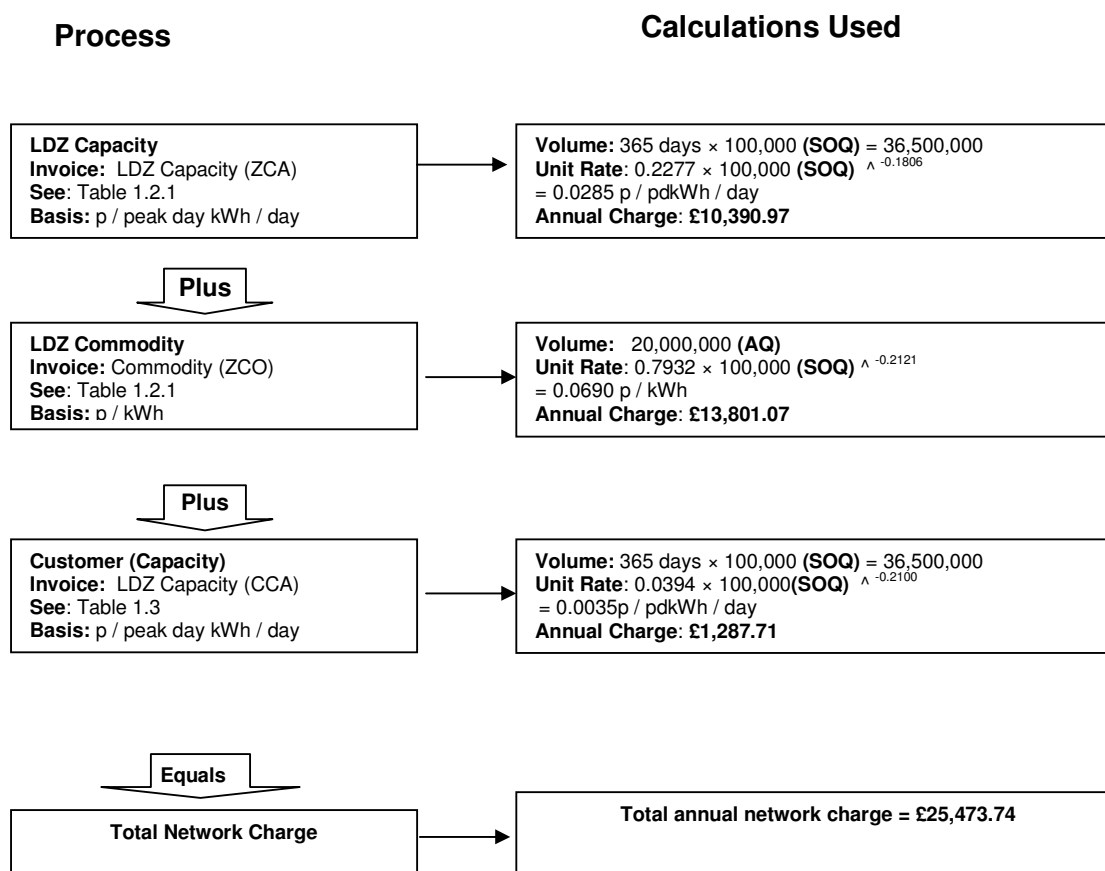 Process
Calculations Used
LDZ Capacity
Invoice: LDZ Capacity (ZCA)
See: Table 1.2.1
Basis: p / peak day kWh / day
Volume: 365 days × 100,000 (SOQ) = 36,500,000
Unit Rate: 0.2277 × 100,000 (SOQ) ^ -0.1806
= 0.0285 p / pdkWh / day
Annual Charge: £10,390.97
Plus
LDZ Commodity
Invoice: Commodity (ZCO)
See: Table 1.2.1
Basis: p / kWh
Volume: 20,000,000 (AQ)
Unit Rate: 0.7932 × 100,000 (SOQ) ^ -0.2121
= 0.0690 p / kWh
Annual Charge: £13,801.07
Plus
Customer (Capacity)
Invoice: LDZ Capacity (CCA)
See: Table 1.3
Basis: p / peak day kWh / day
Volume: 365 days × 100,000 (SOQ) = 36,500,000
Unit Rate: 0.0394 × 100,000(SOQ) ^ -0.2100
= 0.0035p / pdkWh / day
Annual Charge: £1,287.71
Equals
Total Network Charge
Total annual network charge = £25,473.74